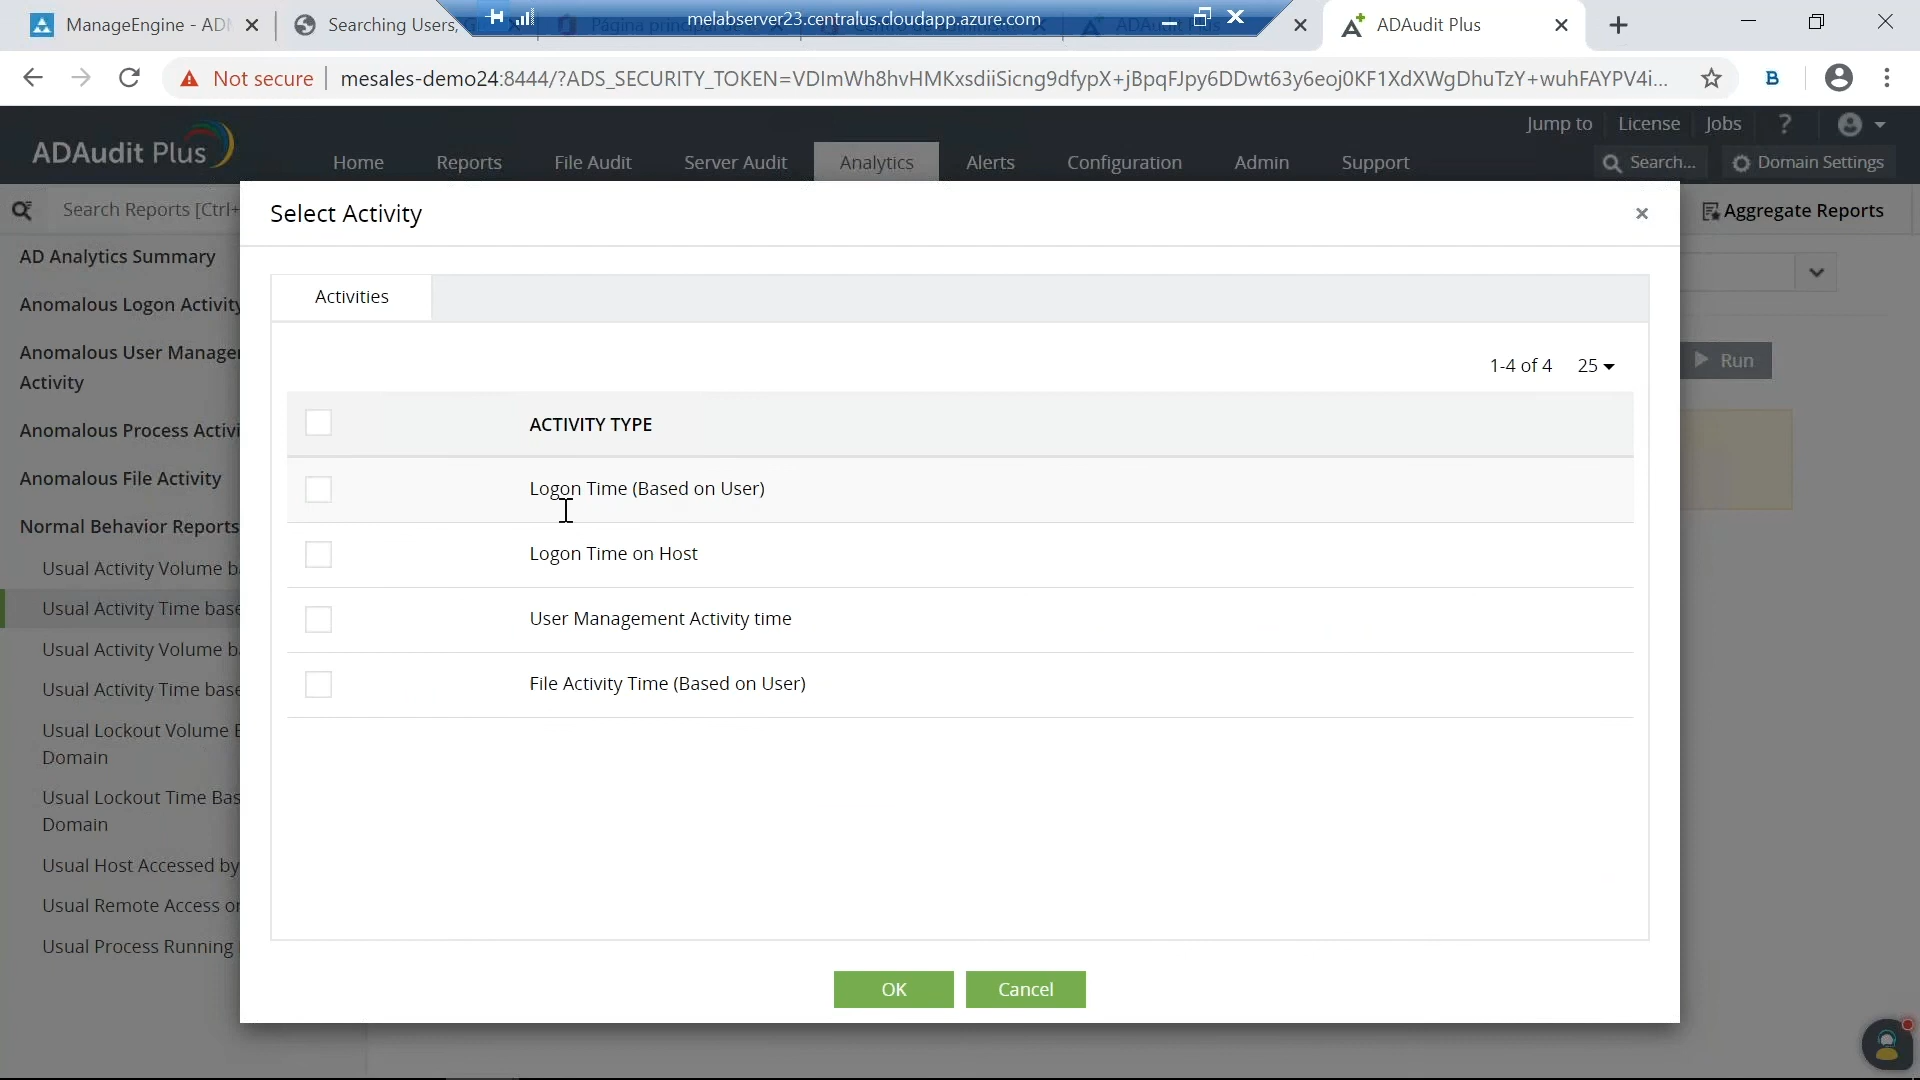 ManageEngine - AD
Searching Users, G
melabserver23.centralus.cloudapp.azure.com
ADAudit Plus
Not secure
mesales-demo24:8444/?ADS_SECURITY_TOKEN=VDImWh8hvHMKxsdiiSicng9dfypX+jBpqFJpy6DDwt63y6eoj0KF1XdXWgDhuTzY+wuhFAYPV4i...
ADAudit Plus
Jump to
License
Jobs
?
Home
Reports
File Audit
Server Audit
Analytics
Alerts
Configuration
Admin
Support
Search...
Domain Settings
Search Reports [Ctrl+
Aggregate Reports
AD Analytics Summary
Anomalous Logon Activity
Anomalous User Manage
Activity
Anomalous Process Activi
Anomalous File Activity
Normal Behavior Reports
Usual Activity Volume b
Usual Activity Time base
Usual Activity Volume b
Usual Activity Time base
Usual Lockout Volume
Domain
Usual Lockout Time Bas
Domain
Usual Host Accessed by
Usual Remote Access o
Usual Process Running
Run
Select Activity
Activities
1-4 of 4
25
ACTIVITY TYPE
Logon Time (Based on User)
Logon Time on Host
User Management Activity time
File Activity Time (Based on User)
OK
Cancel